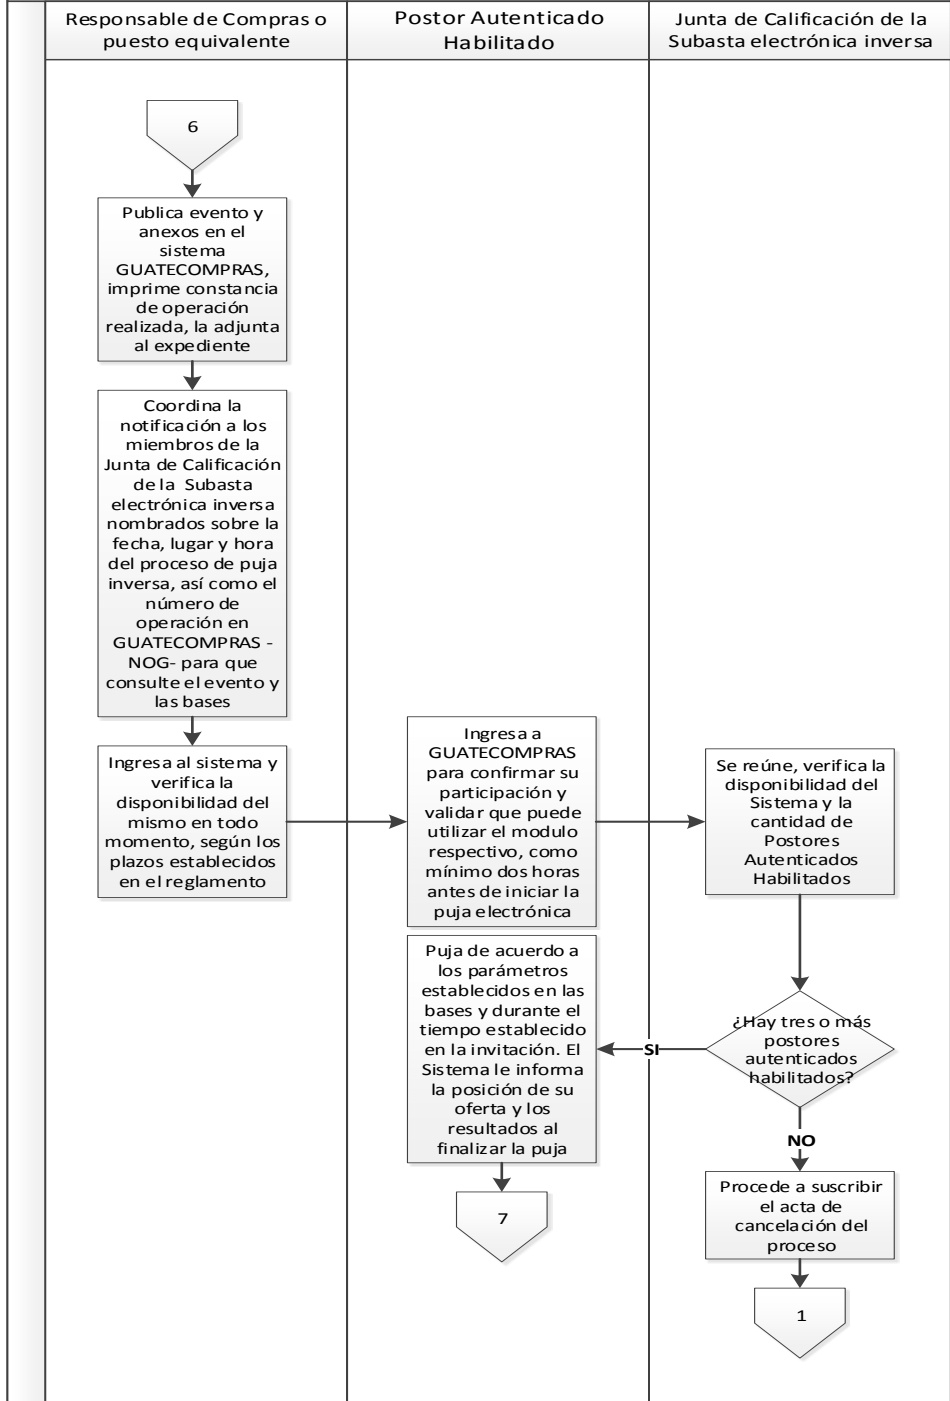 Responsable de Compras o
puesto equivalente
Postor Autenticado
Habilitado
Junta de Calificación de la
Subasta electrónica inversa
6
Publica evento y
anexos en el
sistema
GUATECOMPRAS,
imprime constancia
de operación
realizada, la adjunta
al expediente
Coordina la
notificación a los
miembros de la
Junta de Calificación
de la Subasta
electrónica inversa
nombrados sobre la
fecha, lugar y hora
del proceso de puja
inversa, así como el
número de
operación en
GUATECOMPRAS -
NOG- para que
consulte el evento y
las bases
Ingresa al sistema y
verifica la
disponibilidad del
mismo en todo
momento, según los
plazos establecidos
en el reglamento
Ingresa a
GUATECOMPRAS
para confirmar su
participación y
validar que puede
utilizar el modulo
respectivo, como
mínimo dos horas
antes de iniciar la
puja electrónica
Se reúne, verifica la
disponibilidad del
Sistema y la
cantidad de
Postores
Autenticados
Habilitados
¿Hay tres o más
postores
autenticados
habilitados?
SI
Puja de acuerdo a
los parámetros
establecidos en las
bases y durante el
tiempo establecido
en la invitación. El
Sistema le informa
la posición de su
oferta y los
resultados al
finalizar la puja
7
NO
Procede a suscribir
el acta de
cancelación del
proceso
1